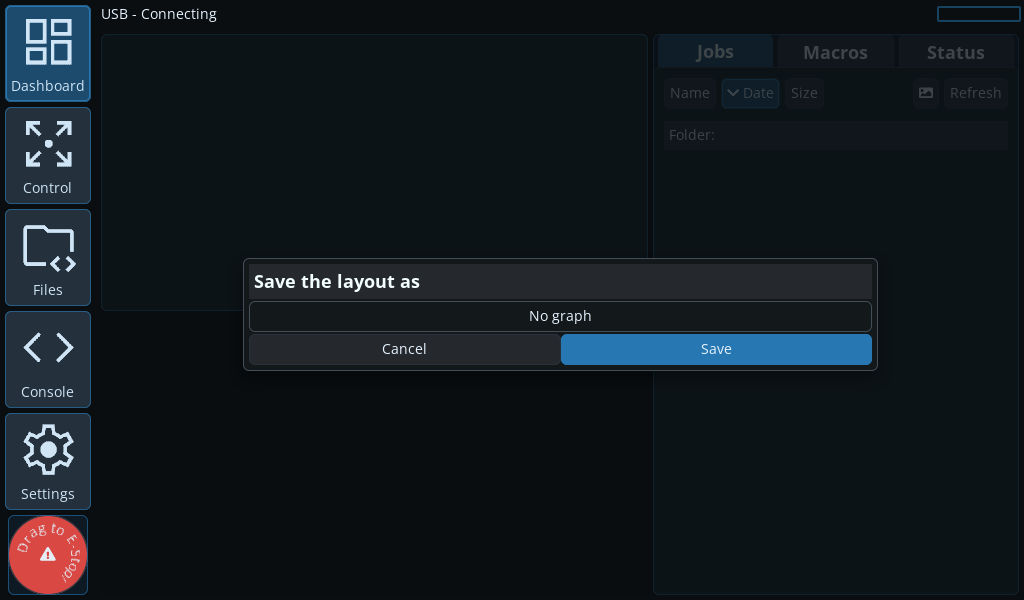 USB - Connecting
Dashboard
Control
Files
Console
Settings
Drag to E-Stop!
Jobs
Macros
Status
Name
Date
Size
Refresh
Folder:
Save the layout as
No graph
Cancel
Save